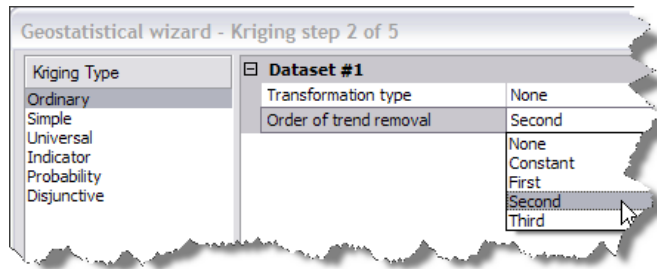 Geostatistical wizard - Kriging step 2 of 5
Kriging Type
Ordinary
Simple
Universal
Indicator
Probability
Disjunctive
Dataset #1
Transformation type None
Order of trend removal Second
None
Constant
First
Second
Third